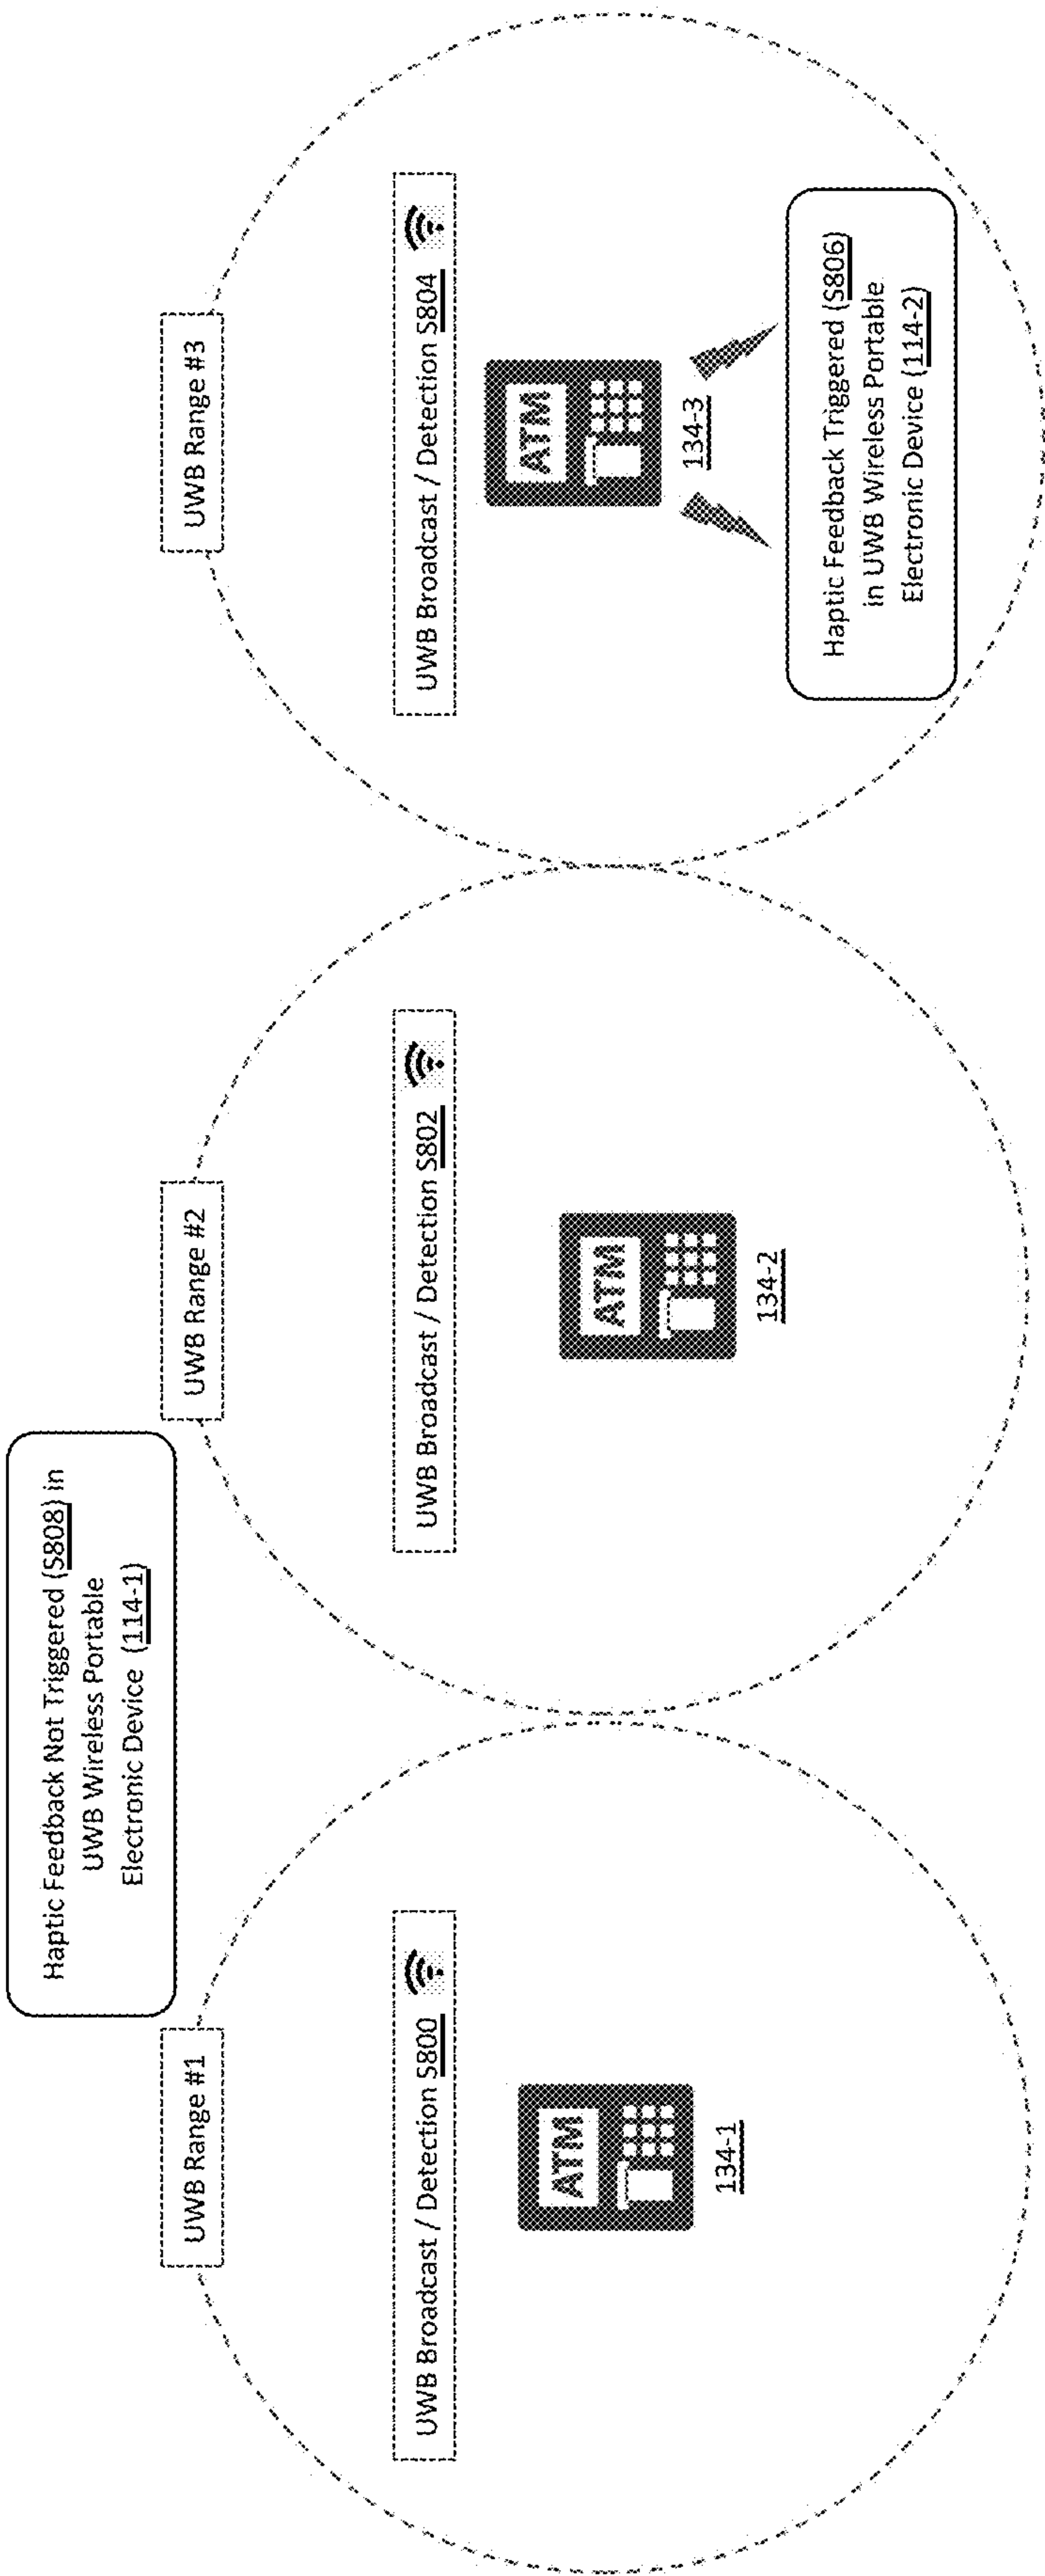 Haptic Feedback Not Triggered (S808) in
UWB Wireless Portable
Electronic Device (114-1)
UWB Range #1
UWB Broadcast / Detection S800
ATM
134-1
UWB Range #2
UWB Broadcast / Detection S802
ATM
134-2
UWB Range #3
UWB Broadcast / Detection S804
ATM
134-3
Haptic Feedback Triggered (S806)
in UWB Wireless Portable
Electronic Device (114-2)